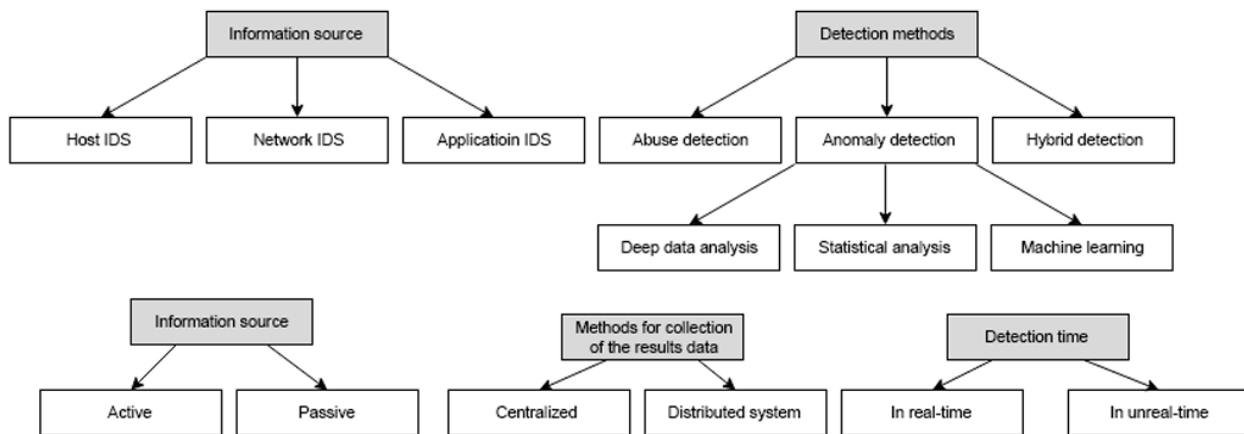 Information source
Detection methods
Host IDS
Network IDS
Applicatioin IDS
Abuse detection
Anomaly detection
Hybrid detection
Deep data analysis
Statistical analysis
Machine learning
Information source
Methods for collection
of the results data
Detection time
Active
Passive
Centralized
Distributed system
In real-time
In unreal-time